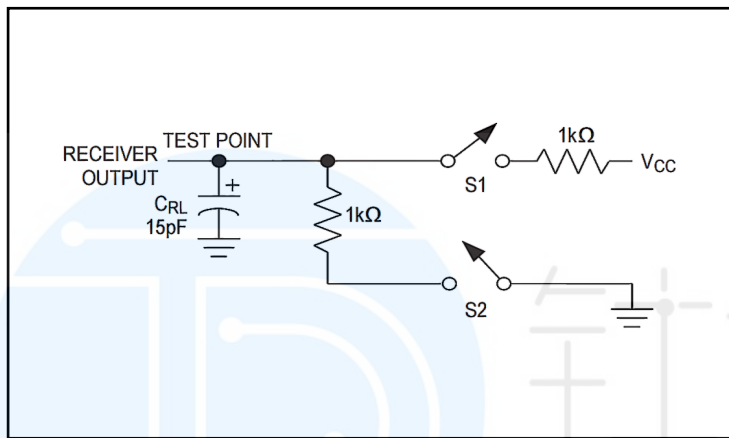 TEST POINT
RECEIVER
OUTPUT
CRL
15pF
+
1kΩ
S1
1kΩ
VCC
S2